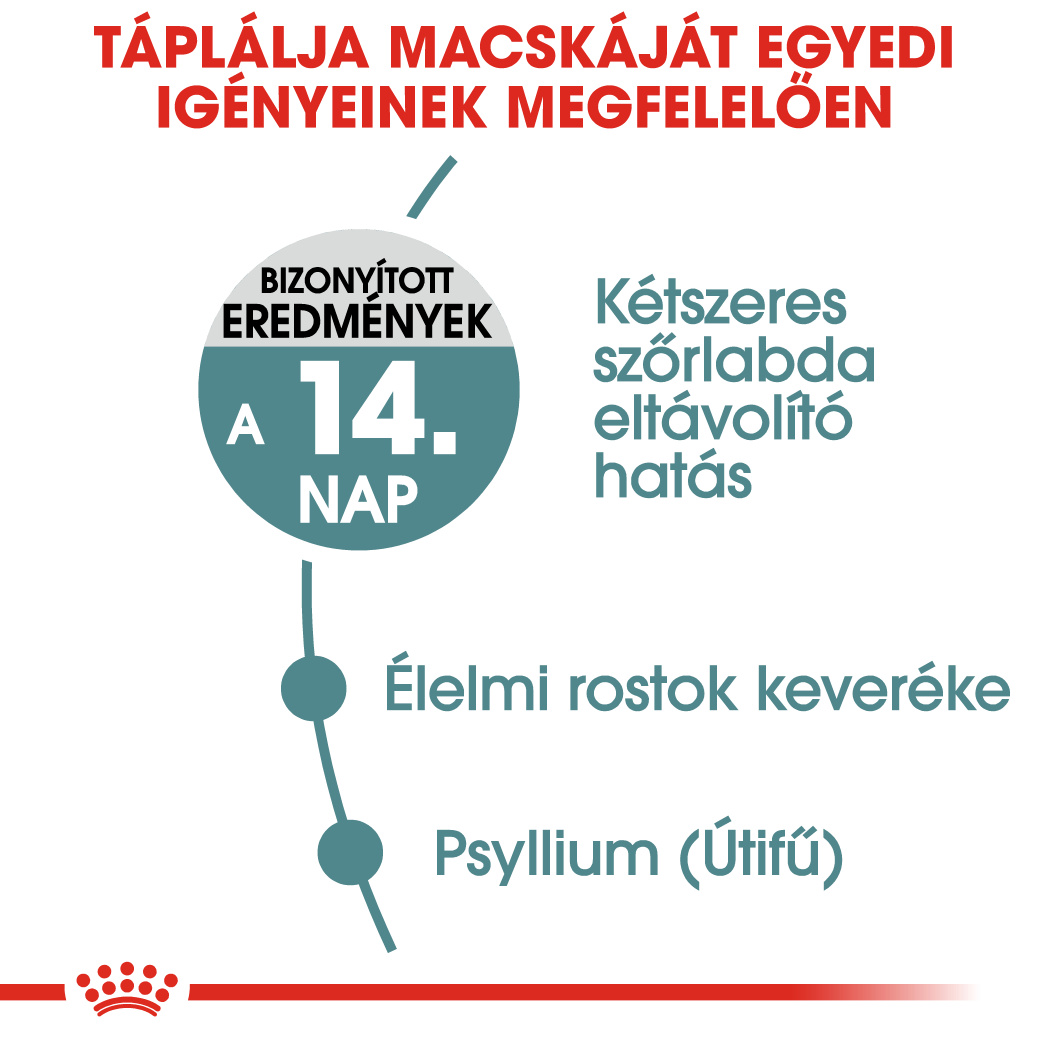 TÁPLÁLJA MACSKÁJÁT EGYEDI
IGÉNYEINEK MEGFELELŐEN
BIZONYÍTOTT
EREDMÉNYEK
A 14.
NAP
Kétszeres
szőrlabda
eltávolító
hatás
Élelmi rostok keveréke
Psyllium (Útifű)